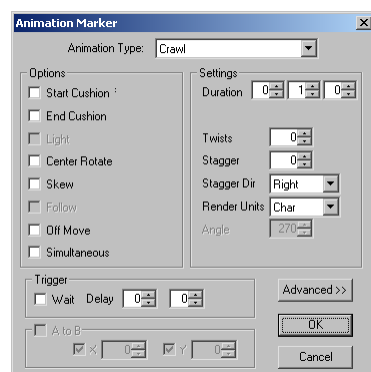 Animation Marker
Animation Type: Crawl
Options
Start Cushion :
End Cushion
Light
Center Rotate
Skew
Follow
Off Move
Simultaneous
Settings
Duration 0 1 0
Twists 0
Stagger 0
Stagger Dir Right
Render Units Char
Angle 270
Trigger
Wait Delay 0 0
A to B
X 0 Y 0
Advanced >>
OK
Cancel